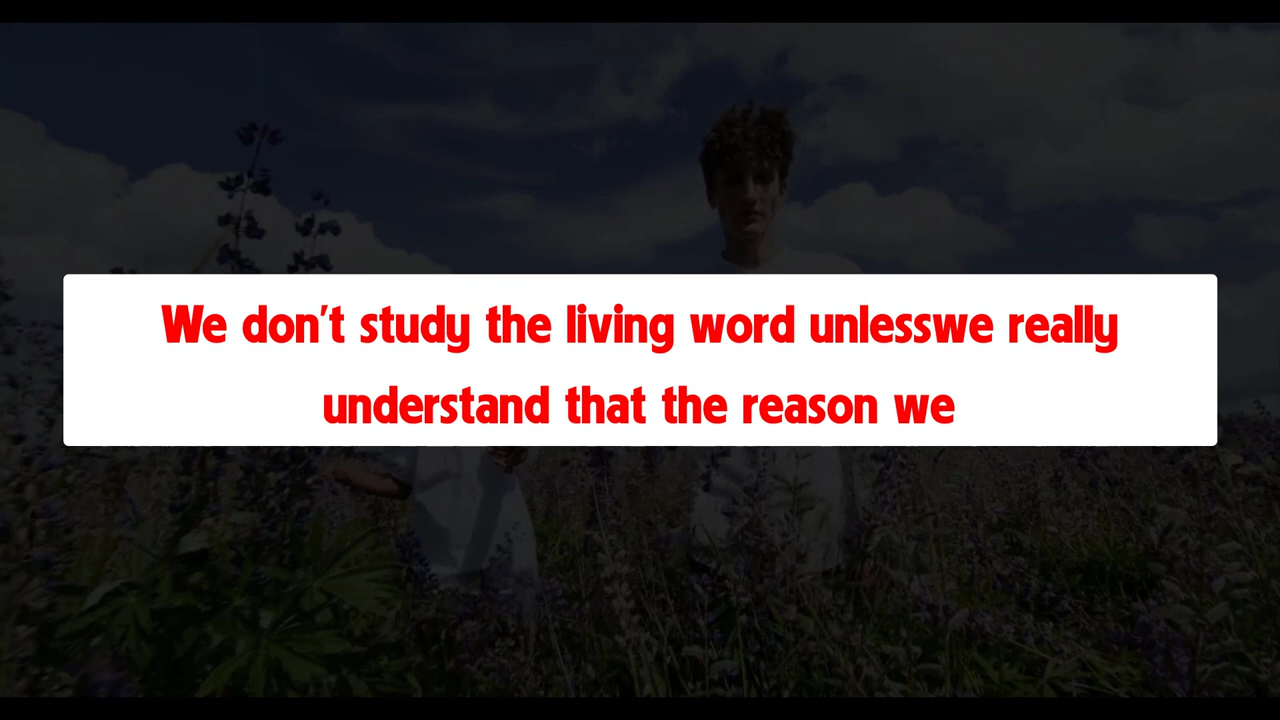 We don't study the living word unlesswe really
understand that the reason we